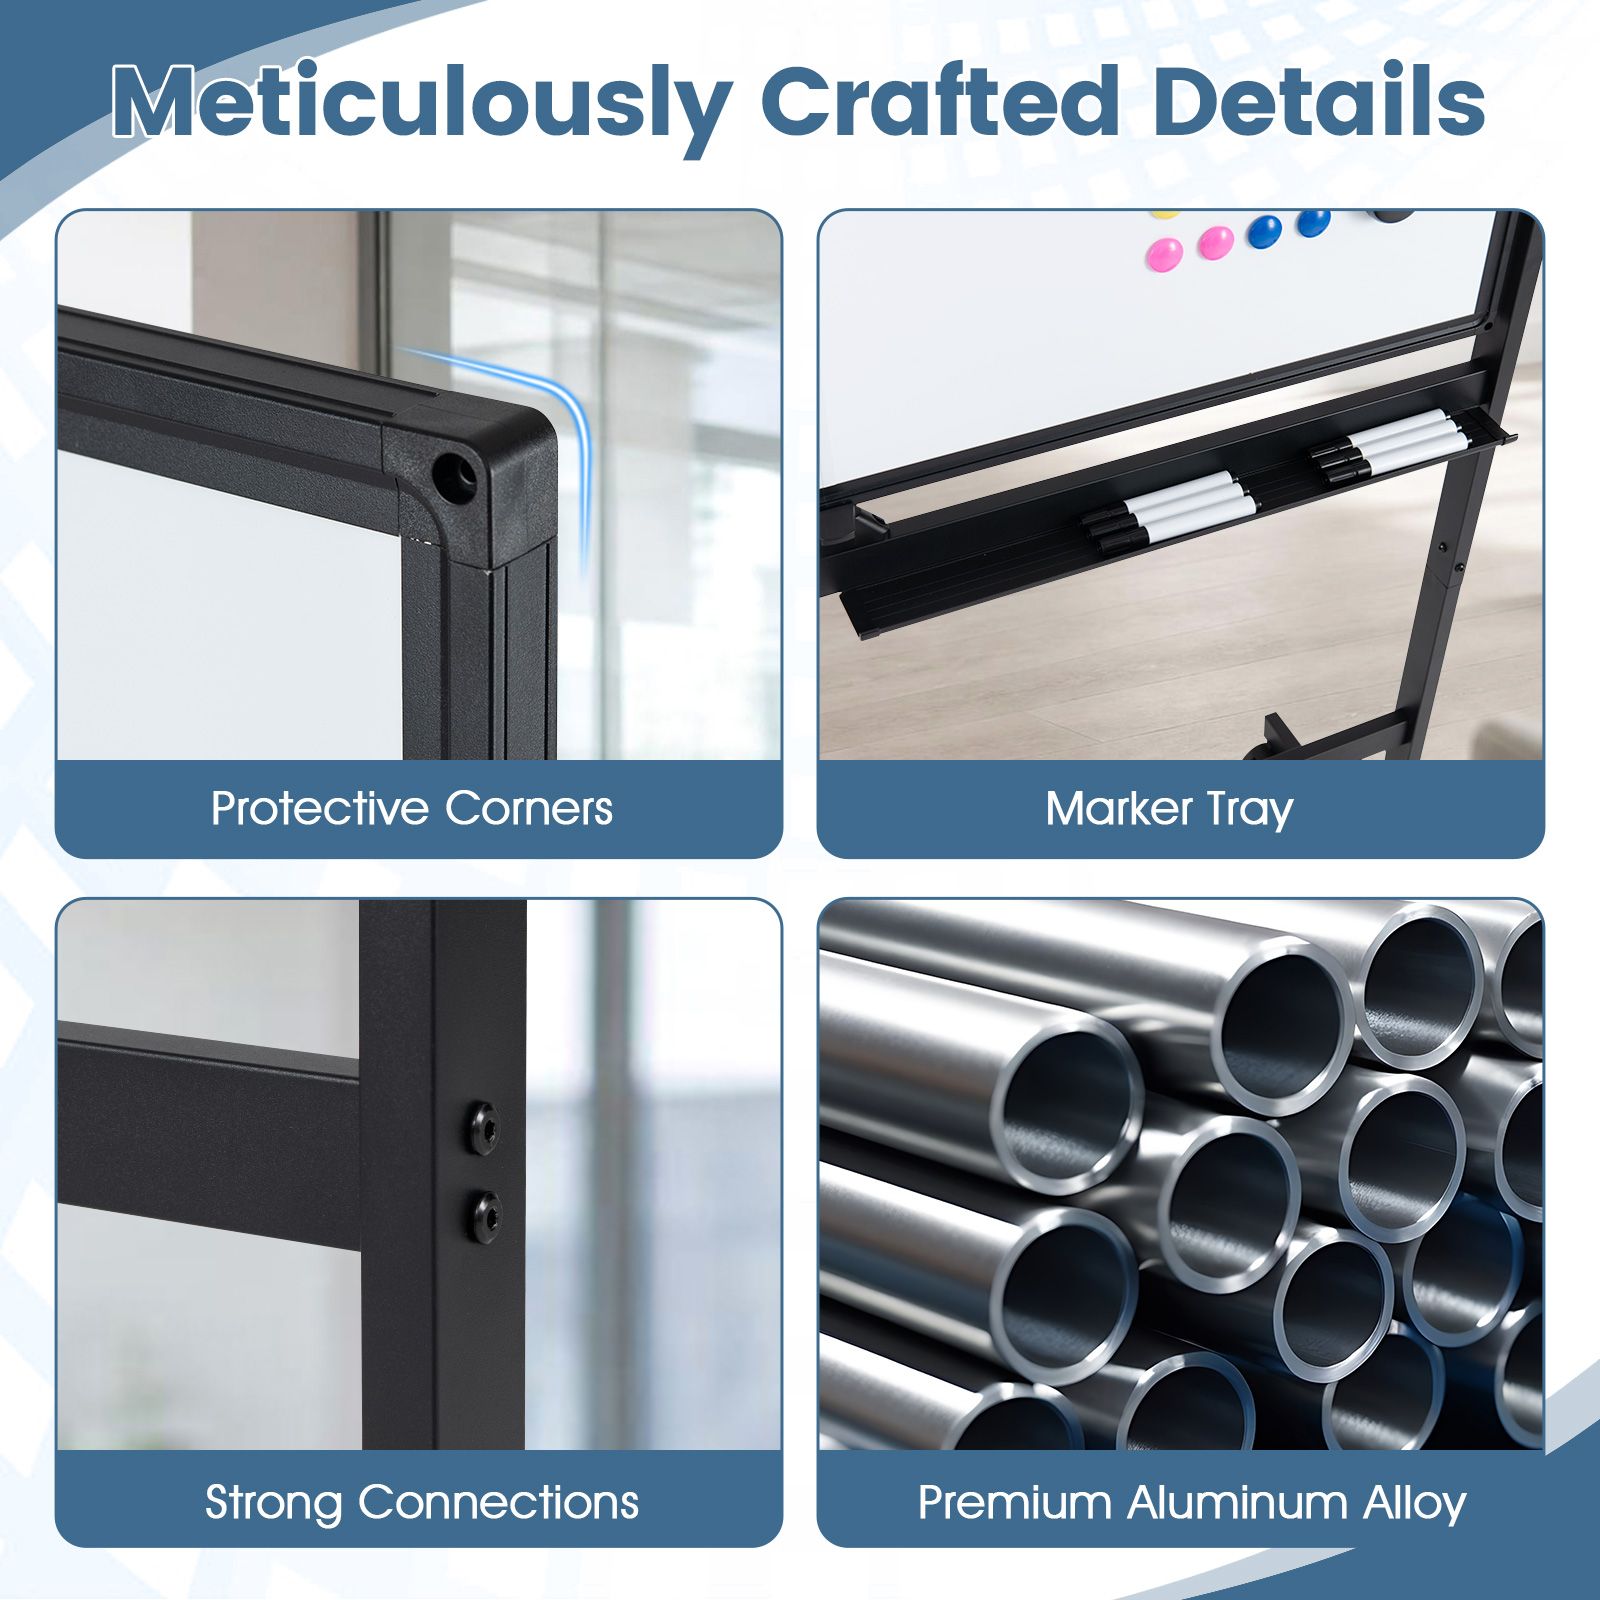 Meticulously Crafted Details
Protective Corners
Marker Tray
Strong Connections
Premium Aluminum Alloy